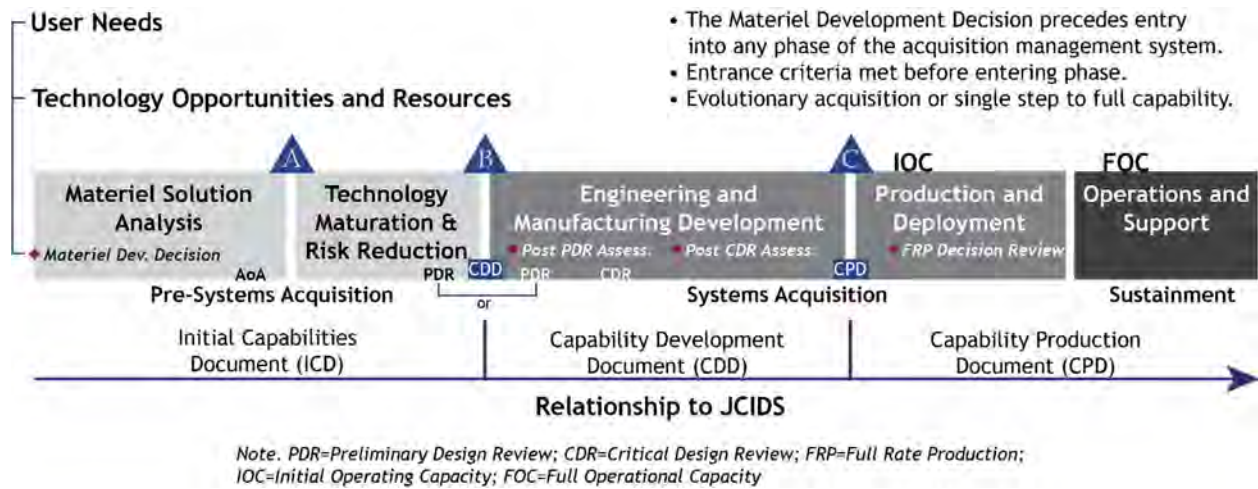 User Needs
Technology Opportunities and Resources
• The Materiel Development Decision precedes entry
into any phase of the acquisition management system.
• Entrance criteria met before entering phase.
• Evolutionary acquisition or single step to full capability.
A
B
C
IOC
FOC
Materiel Solution
Analysis
Materiel Dev. Decision
AoA
Technology
Maturation &
Risk Reduction
PDR
CDD
Engineering and
Manufacturing Development
Post PDR Assess.
Post CDR Assess.
PDR
CDR
CPD
Production and
Deployment
FRP Decision Review
Operations and
Support
Pre-Systems Acquisition
or
Systems Acquisition
Sustainment
Initial Capabilities
Document (ICD)
Capability Development
Document (CDD)
Capability Production
Document (CPD)
Relationship to JCIDS
Note. PDR=Preliminary Design Review; CDR=Critical Design Review; FRP=Full Rate Production;
IOC=Initial Operating Capacity; FOC=Full Operational Capacity